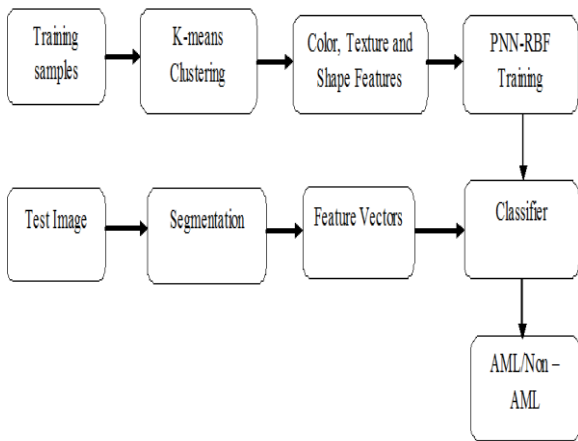 Training
samples
K-means
Clustering
Color, Texture and
Shape Features
PNN-RBF
Training
Test Image
Segmentation
Feature Vectors
Classifier
AML/Non –
AML